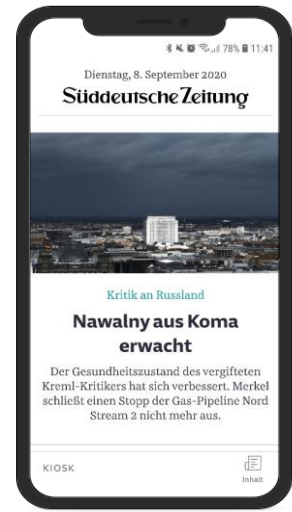 78% 11:41
Dienstag, 8. September 2020
Süddeutsche Zeitung
Kritik an Russland
Nawalny aus Koma
erwacht
Der Gesundheitszustand des vergifteten
Kreml-Kritikers hat sich verbessert. Merkel
schließt einen Stopp der Gas-Pipeline Nord
Stream 2 nicht mehr aus.
KIOSK
Inhalt